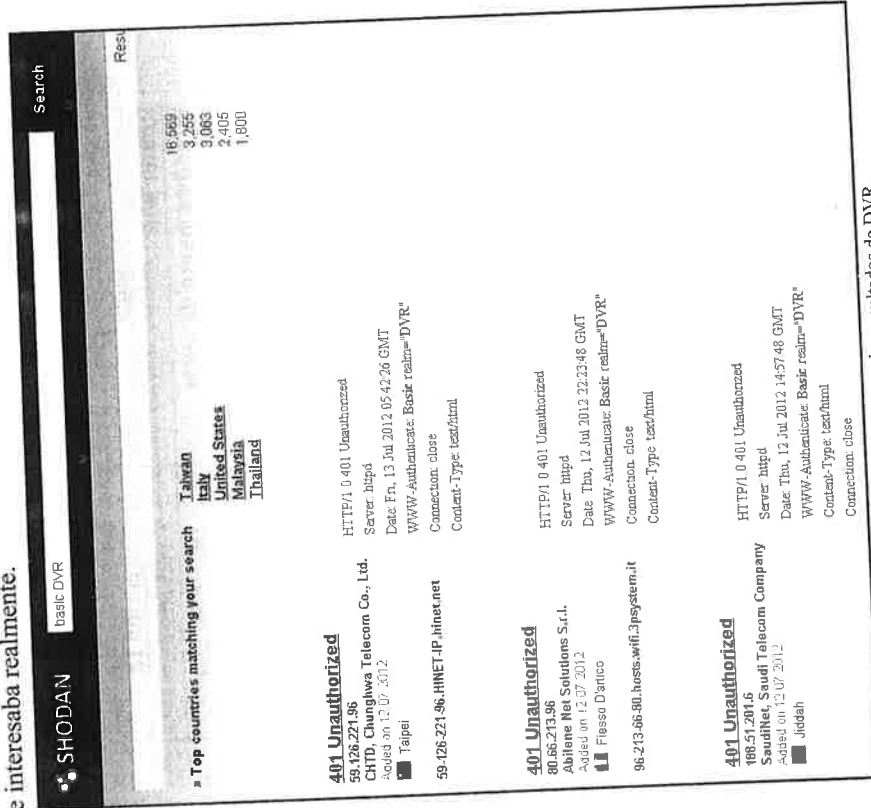 e interesaba realmente.
SHODAN
basic DVR
Search
Resu
» Top countries matching your search
Taiwan 16,569
Italy 3,255
United States 3,063
Malaysia 2,405
Thailand 1,800
401 Unauthorized
59.126.221.96
CHTD, Chunghwa Telecom Co., Ltd.
Added on 12.07.2012
Taipei
59-126-221-96.HINET-IP.hinet.net
HTTP/1.0 401 Unauthorized
Server: httpd
Date: Fri, 13 Jul 2012 05:42:26 GMT
WWW-Authenticate: Basic realm="DVR"
Connection: close
Content-Type: text/html
401 Unauthorized
80.66.213.96
Abilene Net Solutions S.r.l.
Added on 12.07.2012
Fiesso D'artico
96-213-66-80.hosts.wifi.3psystem.it
HTTP/1.0 401 Unauthorized
Server: httpd
Date: Thu, 12 Jul 2012 22:23:48 GMT
WWW-Authenticate: Basic realm="DVR"
Connection: close
Content-Type: text/html
401 Unauthorized
188.51.201.6
SaudiNet, Saudi Telecom Company
Added on 12.07.2012
Jiddah
HTTP/1.0 401 Unauthorized
Server: httpd
Date: Thu, 12 Jul 2012 14:57:48 GMT
WWW-Authenticate: Basic realm="DVR"
Content-Type: text/html
Connection: close
de DVR